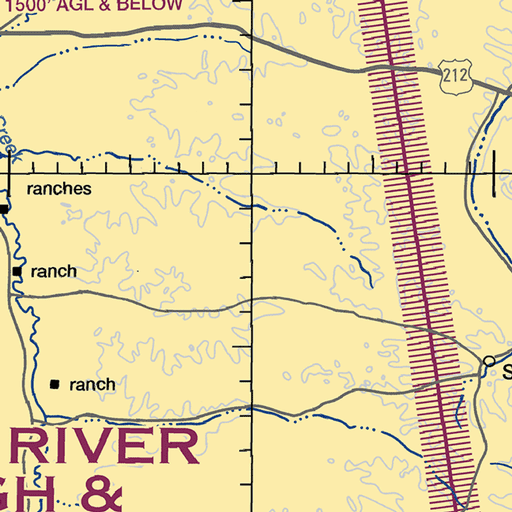 1500' AGL & BELOW
212
Creek
ranches
ranch
ranch
S
RIVER
GH &